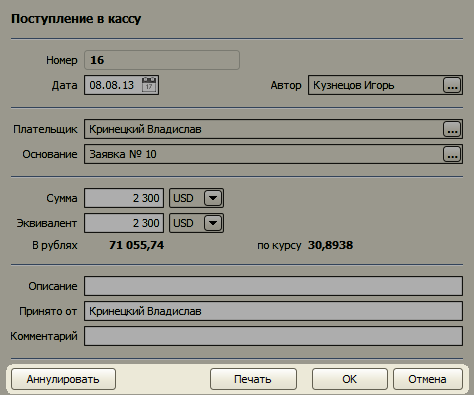 Поступление в кассу
Номер 16
Дата 08.08.13 17 Автор Кузнецов Игорь ...
Плательщик Кринецкий Владислав ...
Основание Заявка № 10 ...
Сумма 2 300 USD
Эквивалент 2 300 USD
В рублях 71 055,74 по курсу 30,8938
Описание
Принято от Кринецкий Владислав
Комментарий
Аннулировать Печать OK Отмена